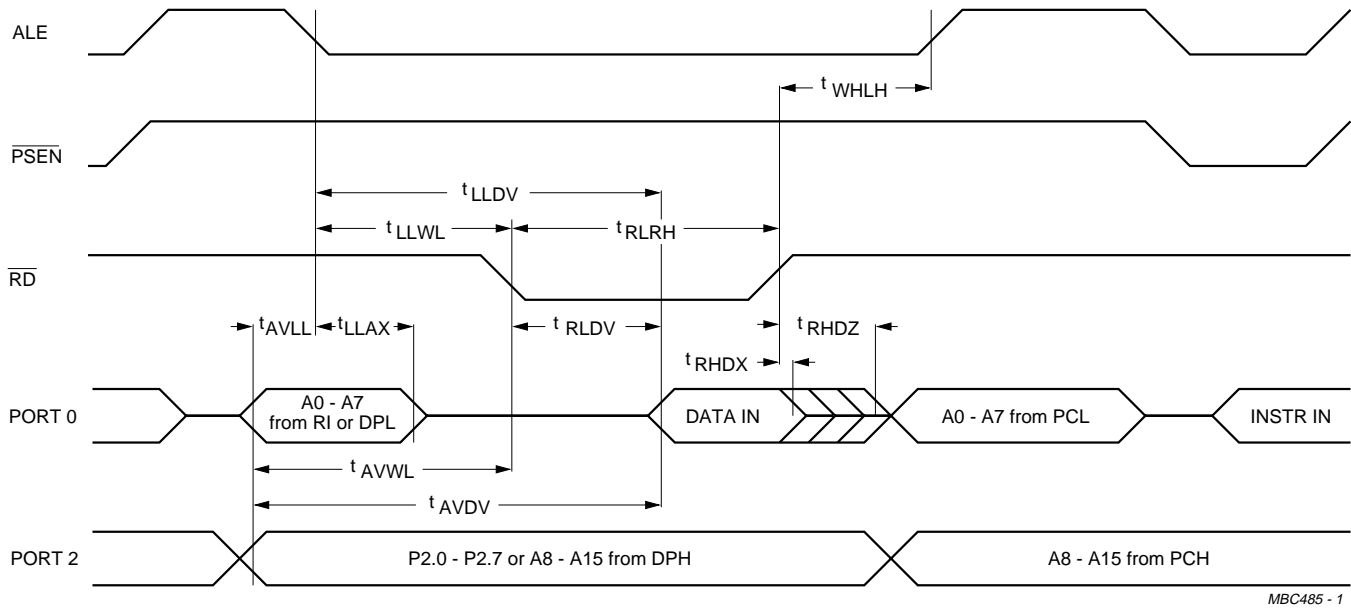 ALE
t WHLH
PSEN
t LLDV
t LLWL
t RLRH
RD
t AVLL
t LLAX
t RLDV
t RHDZ
t RHDX
PORT 0
A0 - A7
from RI or DPL
DATA IN
A0 - A7 from PCL
INSTR IN
t AVWL
t AVDV
PORT 2
P2.0 - P2.7 or A8 - A15 from DPH
A8 - A15 from PCH
MBC485 - 1